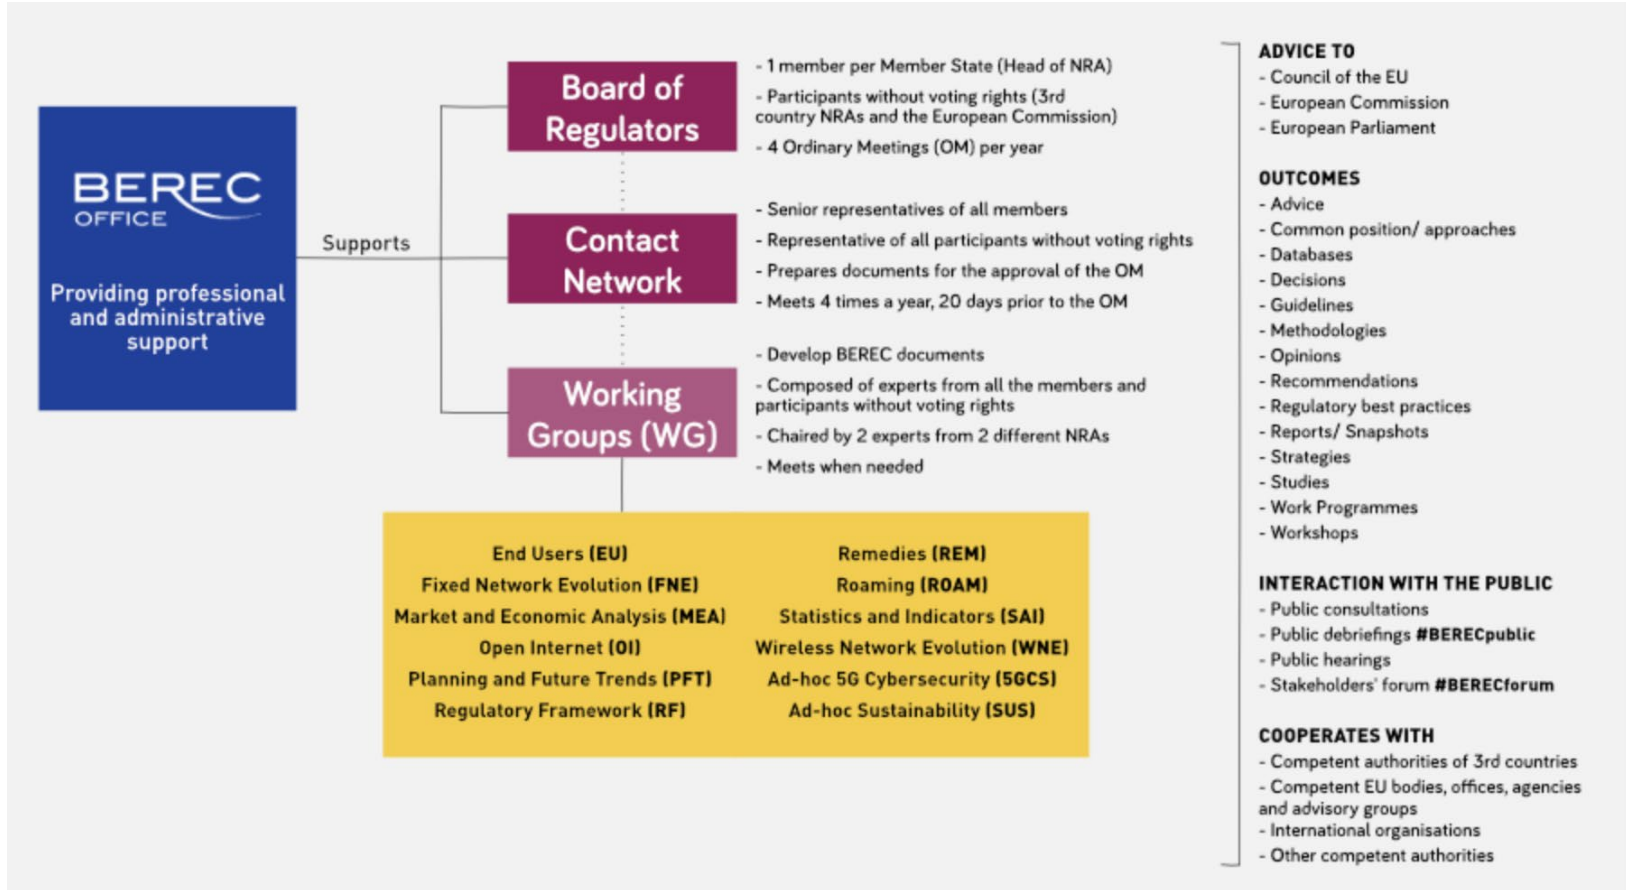 BEREC
OFFICE
Providing professional
and administrative
support
Supports
Board of
Regulators
- 1 member per Member State (Head of NRA)
- Participants without voting rights (3rd
country NRAs and the European Commission)
- 4 Ordinary Meetings (OM) per year
Contact
Network
- Senior representatives of all members
- Representative of all participants without voting rights
- Prepares documents for the approval of the OM
- Meets 4 times a year, 20 days prior to the OM
Working
Groups (WG)
- Develop BEREC documents
- Composed of experts from all the members and
participants without voting rights
- Chaired by 2 experts from 2 different NRAs
- Meets when needed
End Users (EU)
Fixed Network Evolution (FNE)
Market and Economic Analysis (MEA)
Open Internet (OI)
Planning and Future Trends (PFT)
Regulatory Framework (RF)
Remedies (REM)
Roaming (ROAM)
Statistics and Indicators (SAI)
Wireless Network Evolution (WNE)
Ad-hoc 5G Cybersecurity (5GCS)
Ad-hoc Sustainability (SUS)
ADVICE TO
- Council of the EU
- European Commission
- European Parliament
OUTCOMES
- Advice
- Common position/ approaches
- Databases
- Decisions
- Guidelines
- Methodologies
- Opinions
- Recommendations
- Regulatory best practices
- Reports/ Snapshots
- Strategies
- Studies
- Work Programmes
- Workshops
INTERACTION WITH THE PUBLIC
- Public consultations
- Public debriefings #BERECpublic
- Public hearings
- Stakeholders' forum #BERECforum
COOPERATES WITH
- Competent authorities of 3rd countries
- Competent EU bodies, offices, agencies
and advisory groups
- International organisations
- Other competent authorities